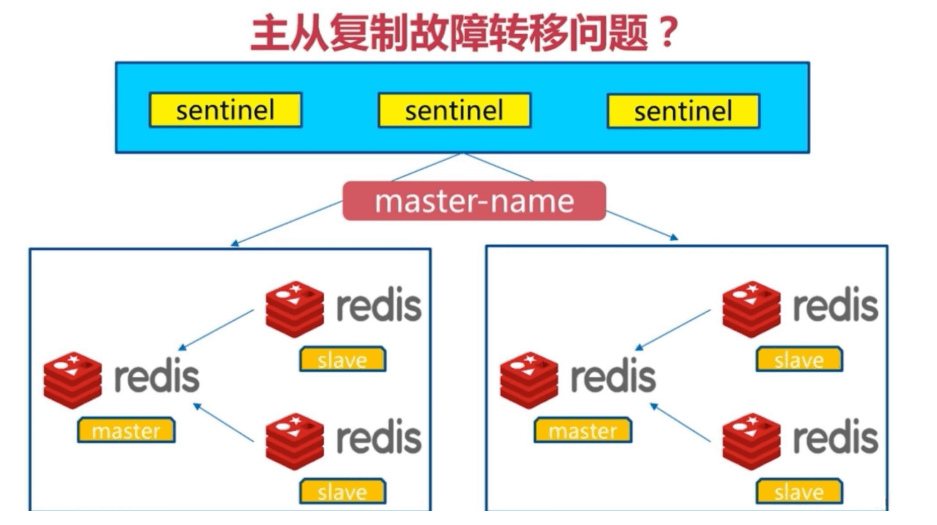 主从复制故障转移问题？
sentinel sentinel sentinel
master-name
redis redis
slave slave
redis redis
master master
redis redis
slave slave